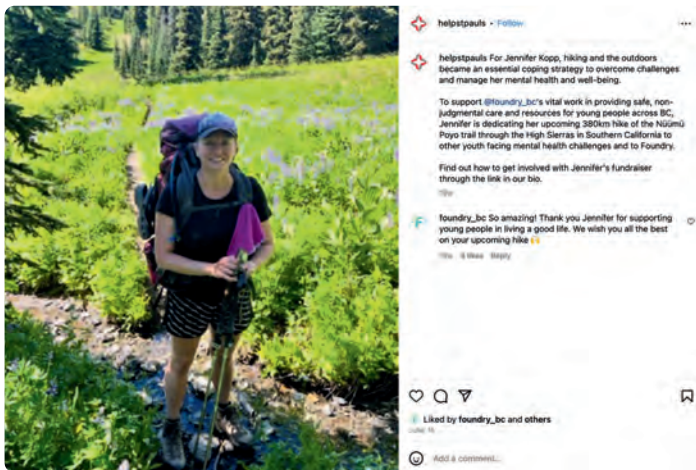 helpstpauls • Follow
helpstpauls For Jennifer Kopp, hiking and the outdoors
became an essential coping strategy to overcome challenges
and manage her mental health and well-being.
To support @foundry_bc's vital work in providing safe, non-
judgmental care and resources for young people across BC,
Jennifer is dedicating her upcoming 380km hike of the Nüümü
Poyo trail through the High Sierras in Southern California to
other youth facing mental health challenges and to Foundry.
Find out how to get involved with Jennifer's fundraiser
through the link in our bio.
foundry_bc So amazing! Thank you Jennifer for supporting
young people in living a good life. We wish you all the best
on your upcoming hike 🙌
likes Reply
Liked by foundry_bc and others
Add a comment...